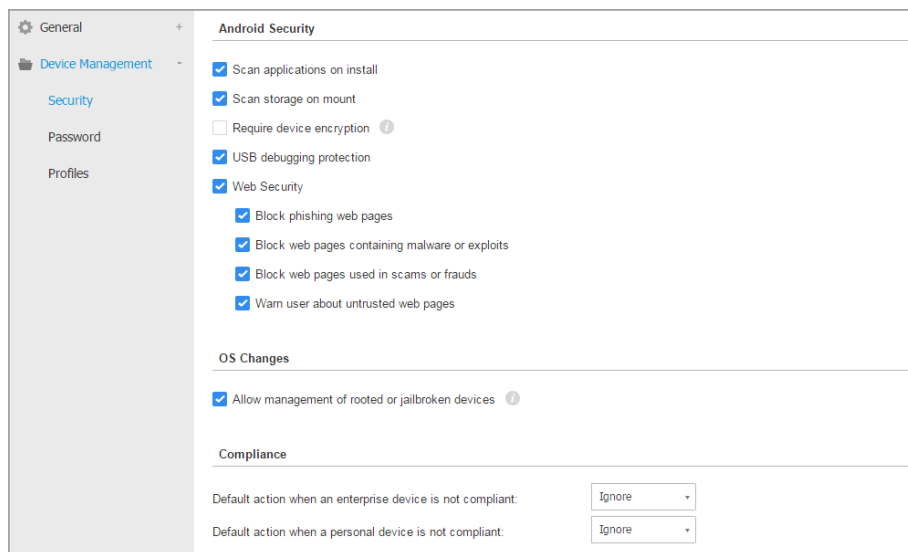 General +
Device Management -
Security
Password
Profiles
Android Security
Scan applications on install
Scan storage on mount
Require device encryption i
USB debugging protection
Web Security
Block phishing web pages
Block web pages containing malware or exploits
Block web pages used in scams or frauds
Warn user about untrusted web pages
OS Changes
Allow management of rooted or jailbroken devices i
Compliance
Default action when an enterprise device is not compliant: Ignore
Default action when a personal device is not compliant: Ignore